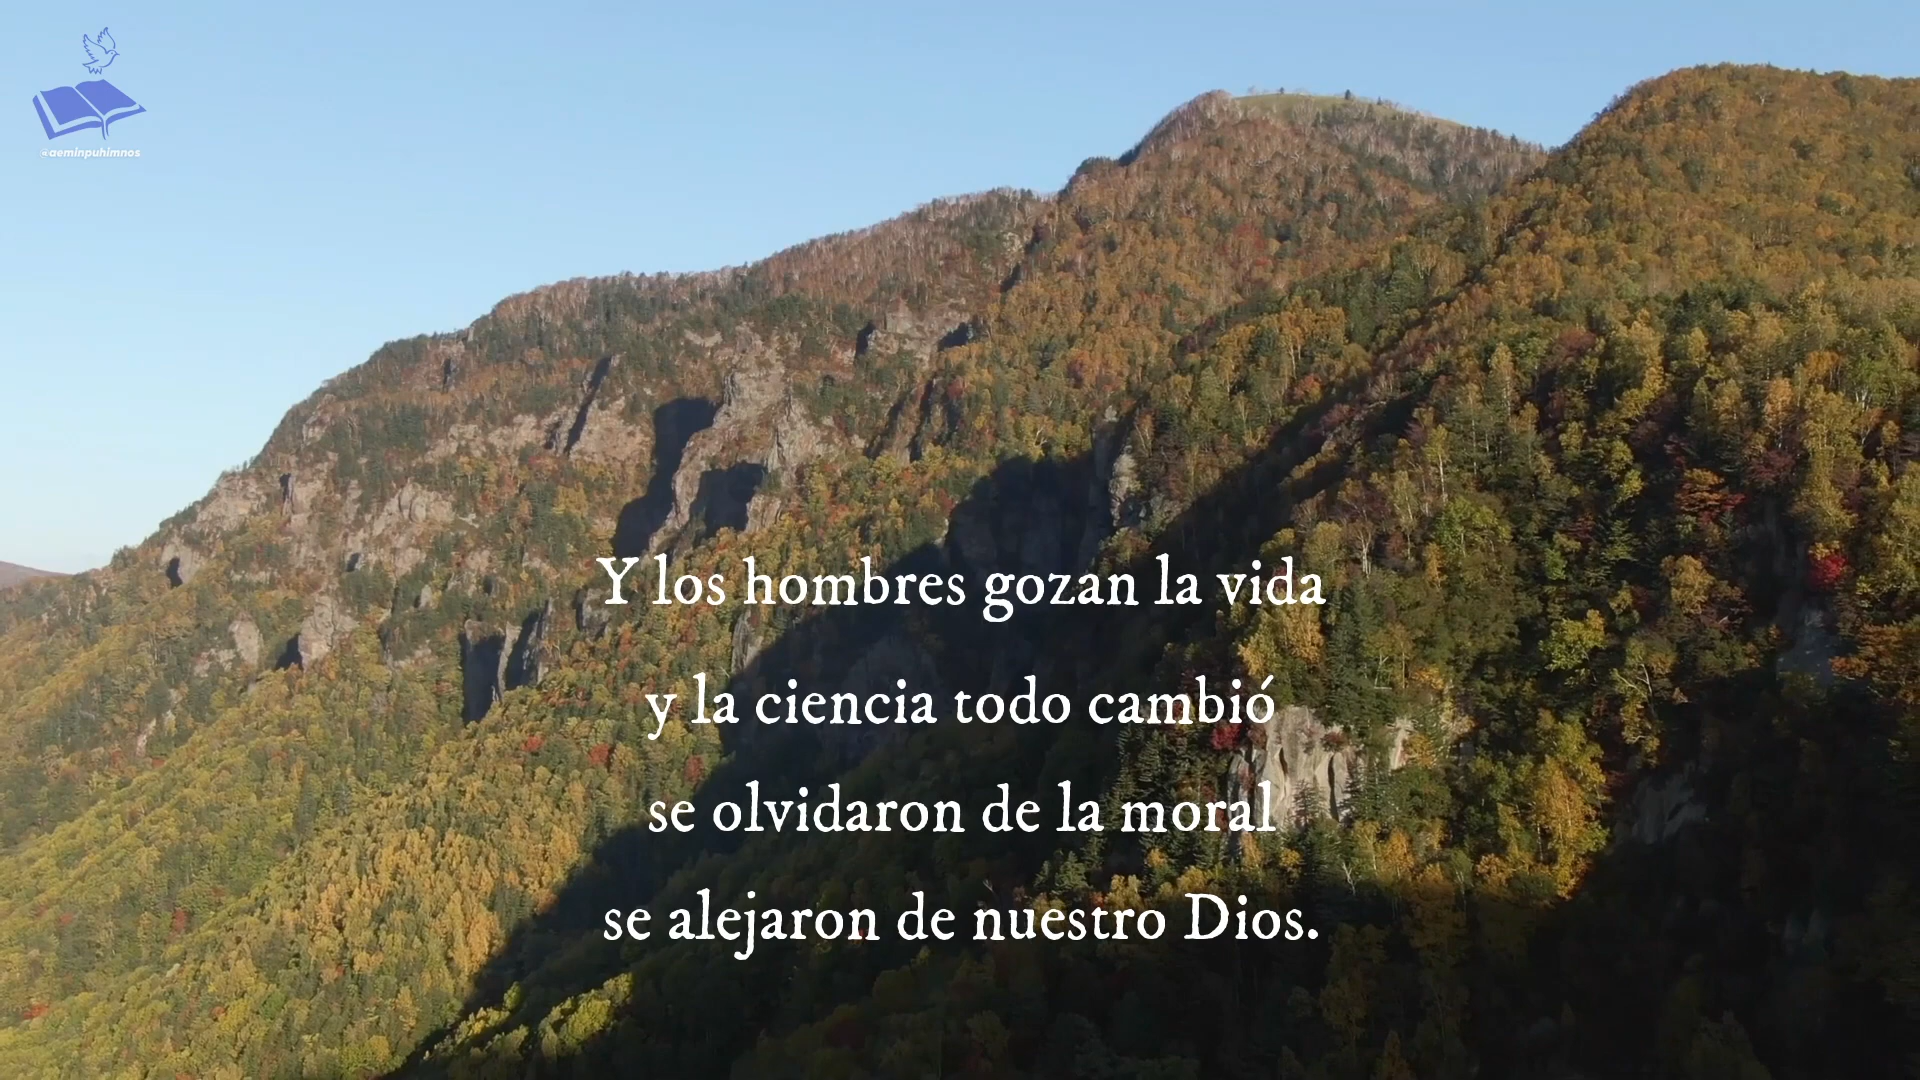 @aeminpuhimnos
Y los hombres gozan la vida
y la ciencia todo cambió
se olvidaron de la moral
se alejaron de nuestro Dios.